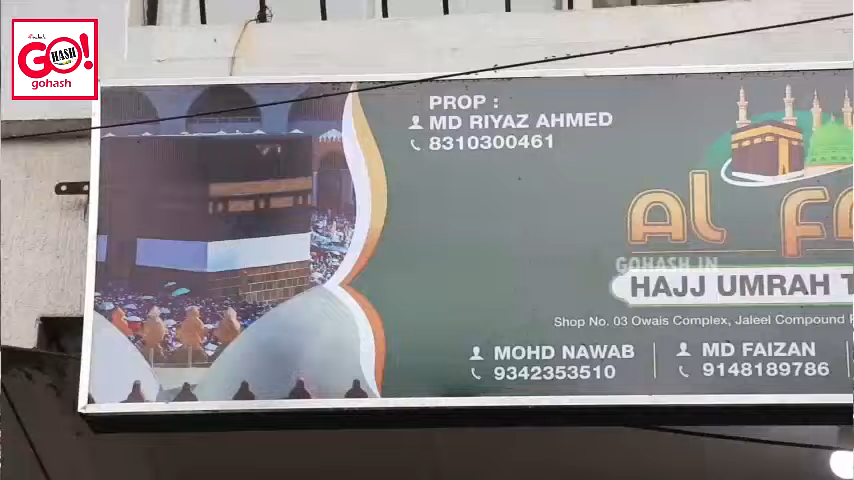 GO!
HASH
gohash
PROP :
MD RIYAZ AHMED
8310300461
AL FA
GOHASH.IN
HAJJ UMRAH T
Shop No. 03 Owais Complex, Jaleel Compound
MOHD NAWAB
9342353510
MD FAIZAN
9148189786